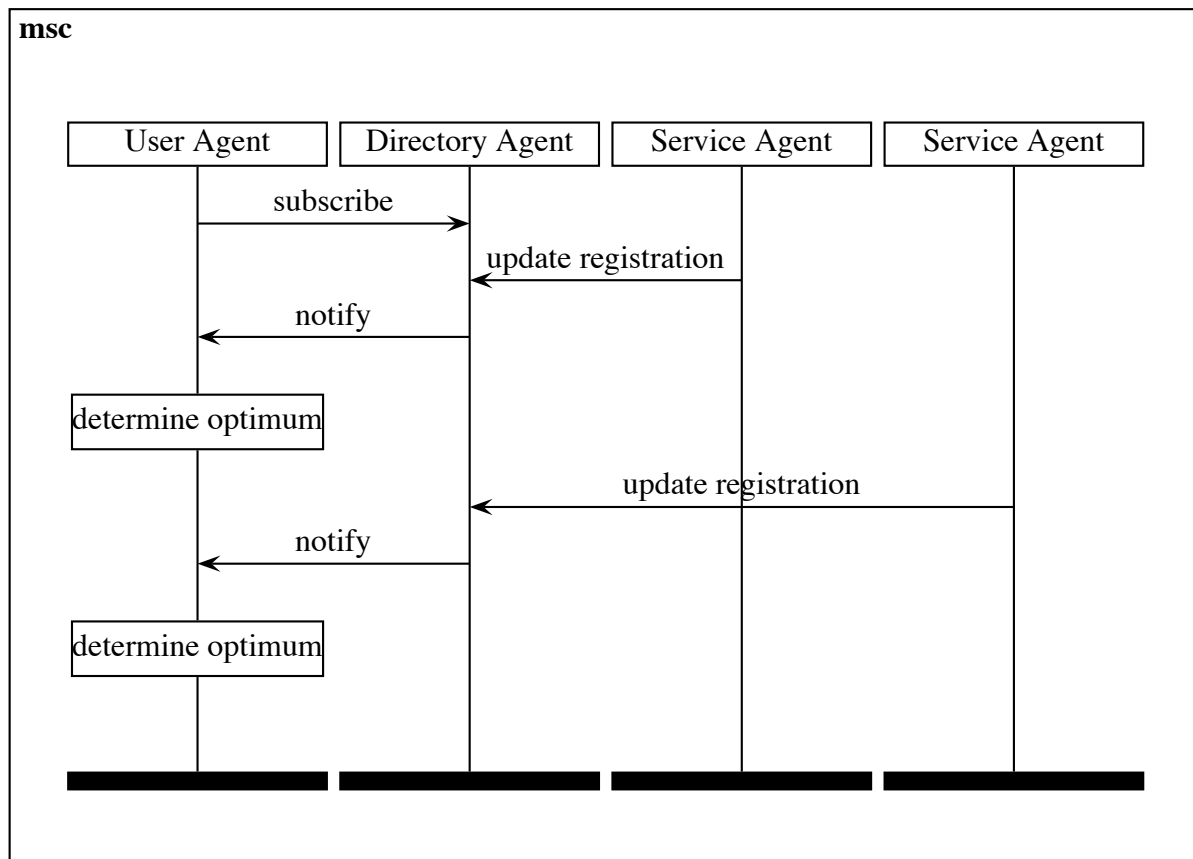 msc
User Agent
Directory Agent
Service Agent
Service Agent
subscribe
update registration
notify
determine optimum
update registration
notify
determine optimum